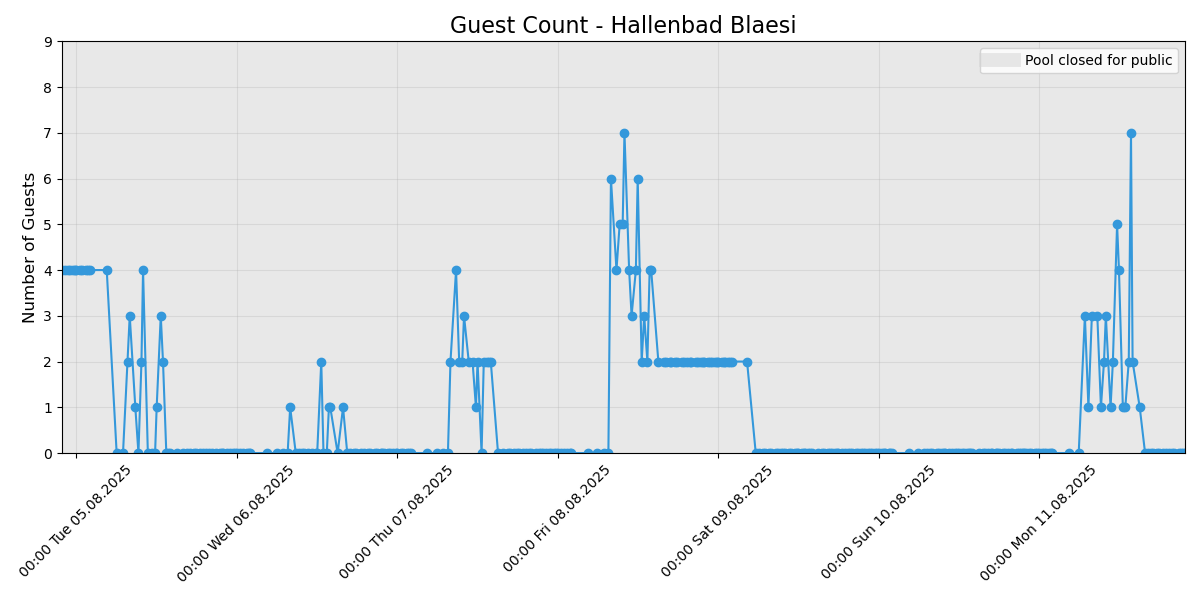 Guest Count - Hallenbad Blaesi
Pool closed for public
Number of Guests
9
8
7
6
5
4
3
2
1
0
00:00 Tue 05.08.2025
00:00 Wed 06.08.2025
00:00 Thu 07.08.2025
00:00 Fri 08.08.2025
00:00 Sat 09.08.2025
00:00 Sun 10.08.2025
00:00 Mon 11.08.2025